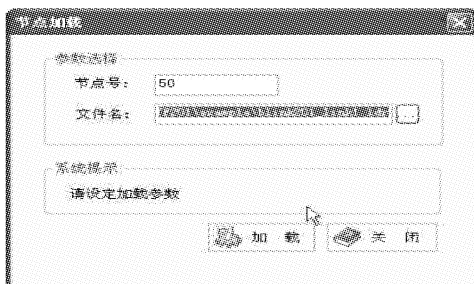 节点加载
参数选择
节点号： 50
文件名： ...
系统提示
请设定加载参数
加 载 关 闭